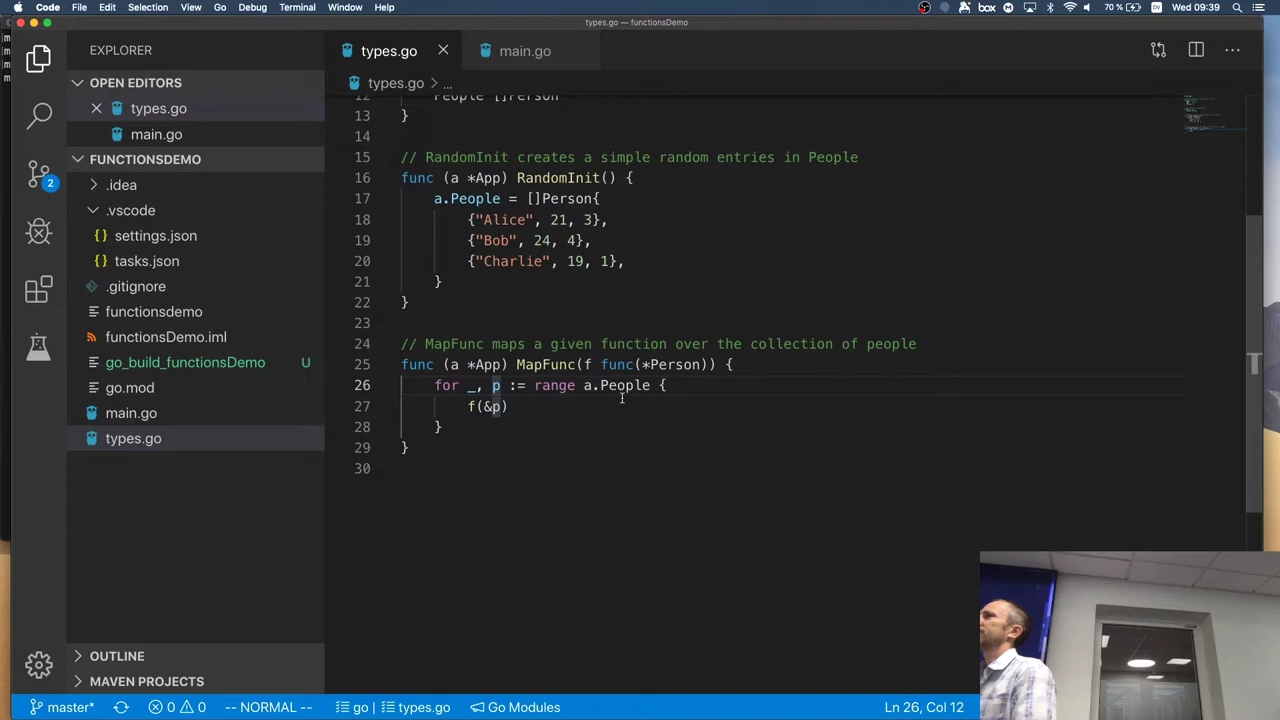 Code File Edit Selection View Go Debug Terminal Window Help box 70% DV Wed 09:39
types.go — functionsDemo
EXPLORER
types.go
main.go
OPEN EDITORS
types.go > ...
types.go
main.go
FUNCTIONSDEMO
.idea
.vscode
{} settings.json
{} tasks.json
.gitignore
functionsdemo
functionsDemo.iml
go_build_functionsDemo U
go.mod
main.go
types.go
OUTLINE
MAVEN PROJECTS
2
12 People []Person
13 }
14
15 // RandomInit creates a simple random entries in People
16 func (a *App) RandomInit() {
17 a.People = []Person{
18 {"Alice", 21, 3},
19 {"Bob", 24, 4},
20 {"Charlie", 19, 1},
21 }
22 }
23
24 // MapFunc maps a given function over the collection of people
25 func (a *App) MapFunc(f func(*Person)) {
26 for _, p := range a.People {
27 f(&p)
28 }
29 }
30
master* 0 0 -- NORMAL -- go | types.go Go Modules Ln 26, Col 12